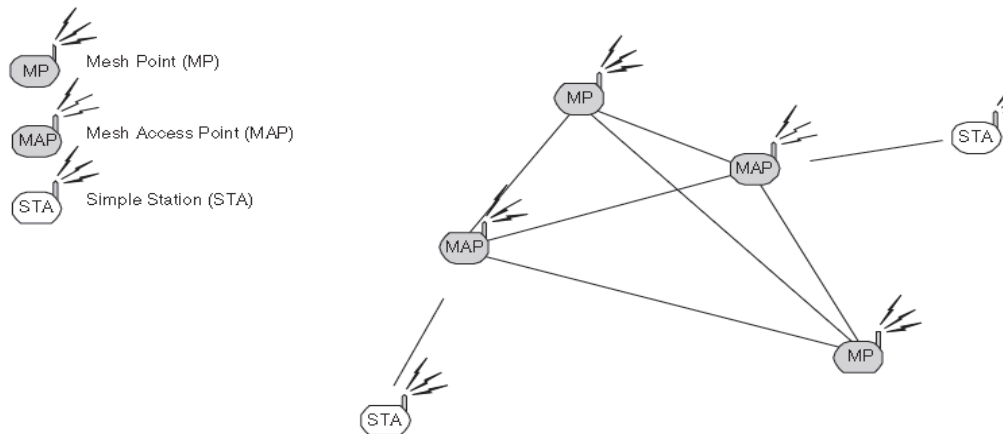 MP
Mesh Point (MP)
MAP
Mesh Access Point (MAP)
STA
Simple Station (STA)
MP
STA
MAP
MAP
MP
STA